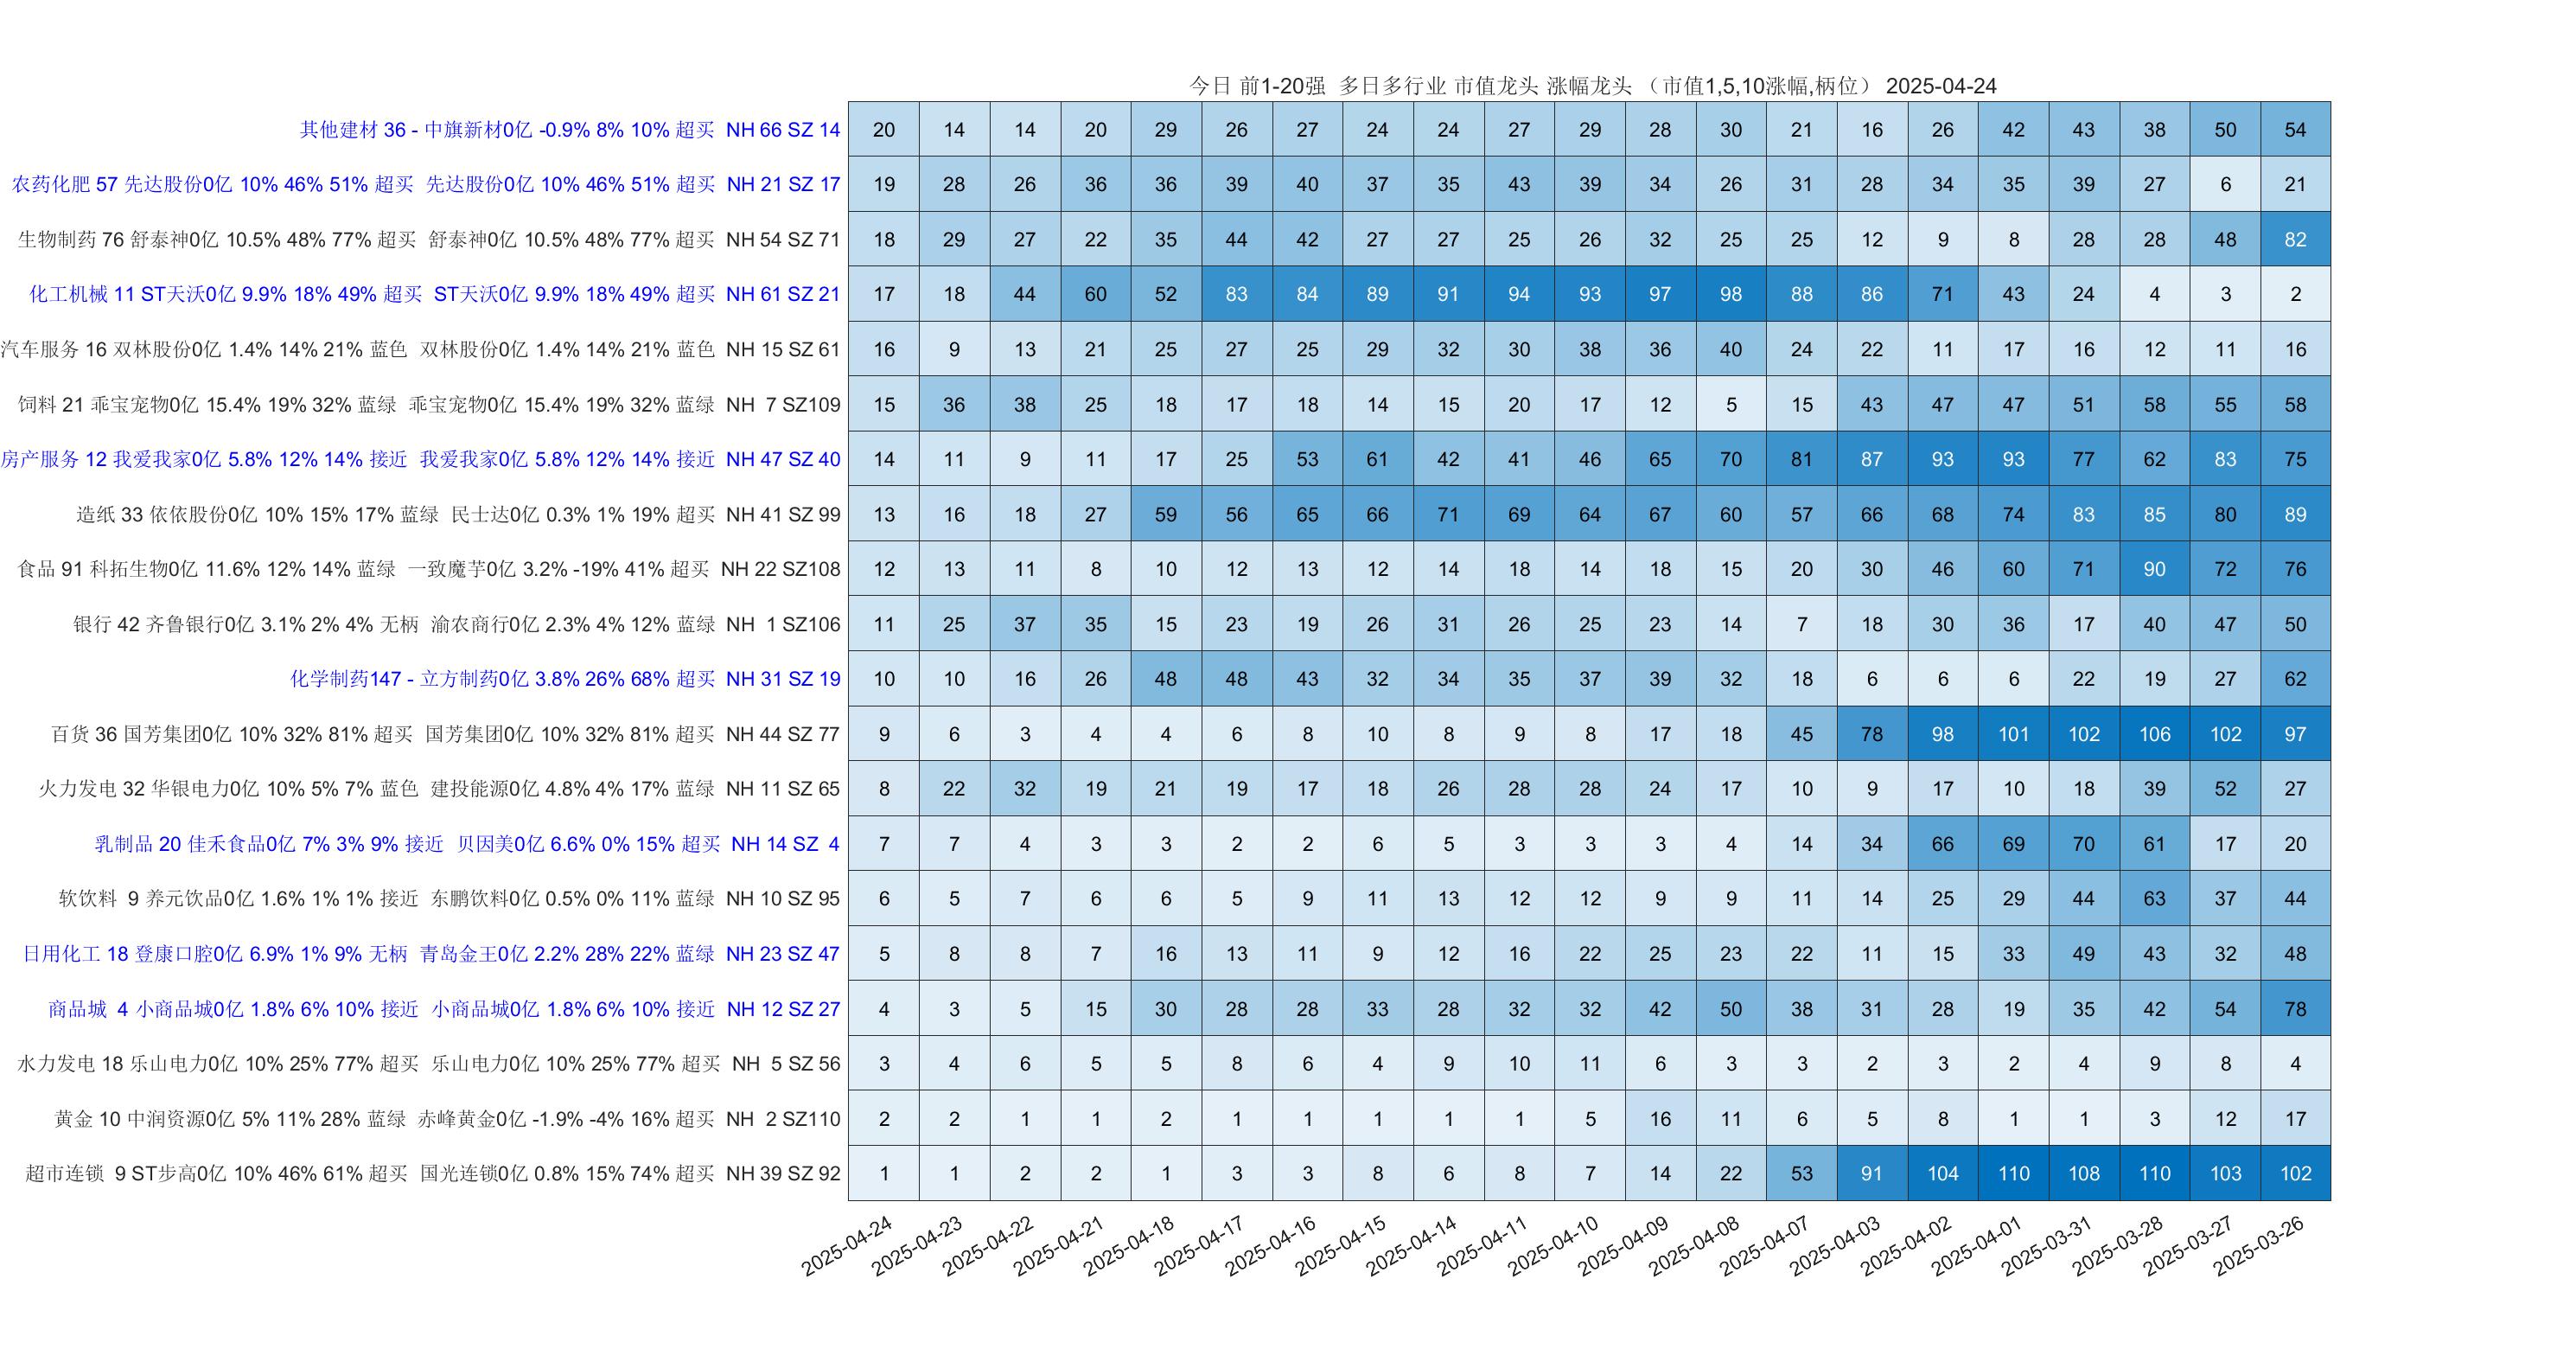 今日 前1-20强 多日多行业 市值龙头 涨幅龙头 （市值1,5,10涨幅,柄位） 2025-04-24
其他建材 36 - 中旗新材0亿 -0.9% 8% 10% 超买 NH 66 SZ 14 20 14 14 20 29 26 27 24 24 27 29 28 30 21 16 26 42 43 38 50 54
农药化肥 57 先达股份0亿 10% 46% 51% 超买 先达股份0亿 10% 46% 51% 超买 NH 21 SZ 17 19 28 26 36 36 39 40 37 35 43 39 34 26 31 28 34 35 39 27 6 21
生物制药 76 舒泰神0亿 10.5% 48% 77% 超买 舒泰神0亿 10.5% 48% 77% 超买 NH 54 SZ 71 18 29 27 22 35 44 42 27 27 25 26 32 25 25 12 9 8 28 28 48 82
化工机械 11 ST天沃0亿 9.9% 18% 49% 超买 ST天沃0亿 9.9% 18% 49% 超买 NH 61 SZ 21 17 18 44 60 52 83 84 89 91 94 93 97 98 88 86 71 43 24 4 3 2
汽车服务 16 双林股份0亿 1.4% 14% 21% 蓝色 双林股份0亿 1.4% 14% 21% 蓝色 NH 15 SZ 61 16 9 13 21 25 27 25 29 32 30 38 36 40 24 22 11 17 16 12 11 16
饲料 21 乖宝宠物0亿 15.4% 19% 32% 蓝绿 乖宝宠物0亿 15.4% 19% 32% 蓝绿 NH 7 SZ109 15 36 38 25 18 17 18 14 15 20 17 12 5 15 43 47 47 51 58 55 58
房产服务 12 我爱我家0亿 5.8% 12% 14% 接近 我爱我家0亿 5.8% 12% 14% 接近 NH 47 SZ 40 14 11 9 11 17 25 53 61 42 41 46 65 70 81 87 93 93 77 62 83 75
造纸 33 依依股份0亿 10% 15% 17% 蓝绿 民士达0亿 0.3% 1% 19% 超买 NH 41 SZ 99 13 16 18 27 59 56 65 66 71 69 64 67 60 57 66 68 74 83 85 80 89
食品 91 科拓生物0亿 11.6% 12% 14% 蓝绿 一致魔芋0亿 3.2% -19% 41% 超买 NH 22 SZ108 12 13 11 8 10 12 13 12 14 18 14 18 15 20 30 46 60 71 90 72 76
银行 42 齐鲁银行0亿 3.1% 2% 4% 无柄 渝农商行0亿 2.3% 4% 12% 蓝绿 NH 1 SZ106 11 25 37 35 15 23 19 26 31 26 25 23 14 7 18 30 36 17 40 47 50
化学制药147 - 立方制药0亿 3.8% 26% 68% 超买 NH 31 SZ 19 10 10 16 26 48 48 43 32 34 35 37 39 32 18 6 6 6 22 19 27 62
百货 36 国芳集团0亿 10% 32% 81% 超买 国芳集团0亿 10% 32% 81% 超买 NH 44 SZ 77 9 6 3 4 4 6 8 10 8 9 8 17 18 45 78 98 101 102 106 102 97
火力发电 32 华银电力0亿 10% 5% 7% 蓝色 建投能源0亿 4.8% 4% 17% 蓝绿 NH 11 SZ 65 8 22 32 19 21 19 17 18 26 28 28 24 17 10 9 17 10 18 39 52 27
乳制品 20 佳禾食品0亿 7% 3% 9% 接近 贝因美0亿 6.6% 0% 15% 超买 NH 14 SZ 4 7 7 4 3 3 2 2 6 5 3 3 3 4 14 34 66 69 70 61 17 20
软饮料 9 养元饮品0亿 1.6% 1% 1% 接近 东鹏饮料0亿 0.5% 0% 11% 蓝绿 NH 10 SZ 95 6 5 7 6 6 5 9 11 13 12 12 9 9 11 14 25 29 44 63 37 44
日用化工 18 登康口腔0亿 6.9% 1% 9% 无柄 青岛金王0亿 2.2% 28% 22% 蓝绿 NH 23 SZ 47 5 8 8 7 16 13 11 9 12 16 22 25 23 22 11 15 33 49 43 32 48
商品城 4 小商品城0亿 1.8% 6% 10% 接近 小商品城0亿 1.8% 6% 10% 接近 NH 12 SZ 27 4 3 5 15 30 28 28 33 28 32 32 42 50 38 31 28 19 35 42 54 78
水力发电 18 乐山电力0亿 10% 25% 77% 超买 乐山电力0亿 10% 25% 77% 超买 NH 5 SZ 56 3 4 6 5 5 8 6 4 9 10 11 6 3 3 2 3 2 4 9 8 4
黄金 10 中润资源0亿 5% 11% 28% 蓝绿 赤峰黄金0亿 -1.9% -4% 16% 超买 NH 2 SZ110 2 2 1 1 2 1 1 1 1 1 5 16 11 6 5 8 1 1 3 12 17
超市连锁 9 ST步高0亿 10% 46% 61% 超买 国光连锁0亿 0.8% 15% 74% 超买 NH 39 SZ 92 1 1 2 2 1 3 3 8 6 8 7 14 22 53 91 104 110 108 110 103 102
2025-04-24 2025-04-23 2025-04-22 2025-04-21 2025-04-18 2025-04-17 2025-04-16 2025-04-15 2025-04-14 2025-04-11 2025-04-10 2025-04-09 2025-04-08 2025-04-07 2025-04-03 2025-04-02 2025-04-01 2025-03-31 2025-03-28 2025-03-27 2025-03-26